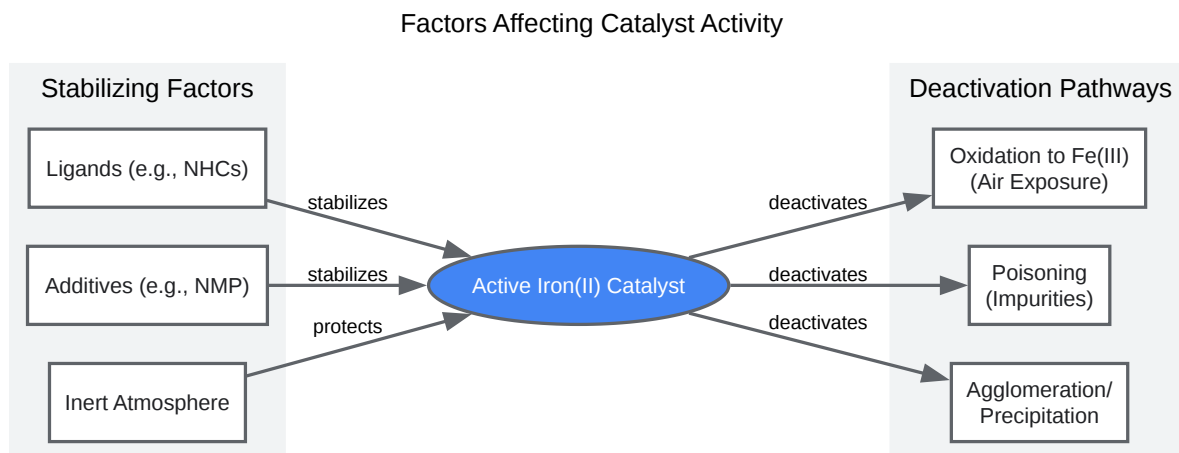 Factors Affecting Catalyst Activity
Stabilizing Factors
Ligands (e.g., NHCs)
Additives (e.g., NMP)
Inert Atmosphere
stabilizes
stabilizes
protects
Active Iron(II) Catalyst
deactivates
deactivates
deactivates
Deactivation Pathways
Oxidation to Fe(III)
(Air Exposure)
Poisoning
(Impurities)
Agglomeration/
Precipitation